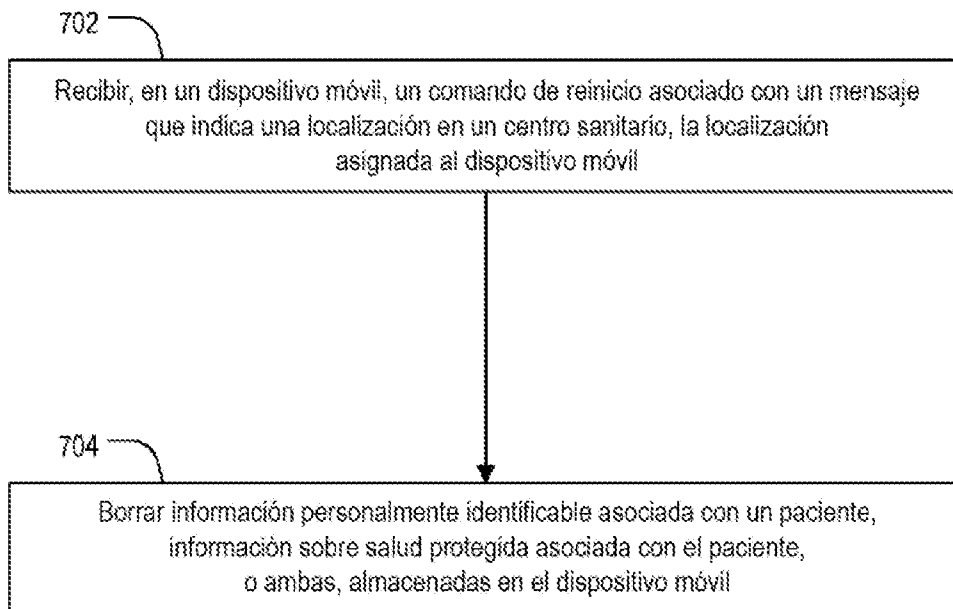 702
Recibir, en un dispositivo móvil, un comando de reinicio asociado con un mensaje
que indica una localización en un centro sanitario, la localización
asignada al dispositivo móvil
704
Borrar información personalmente identificable asociada con un paciente,
información sobre salud protegida asociada con el paciente,
o ambas, almacenadas en el dispositivo móvil